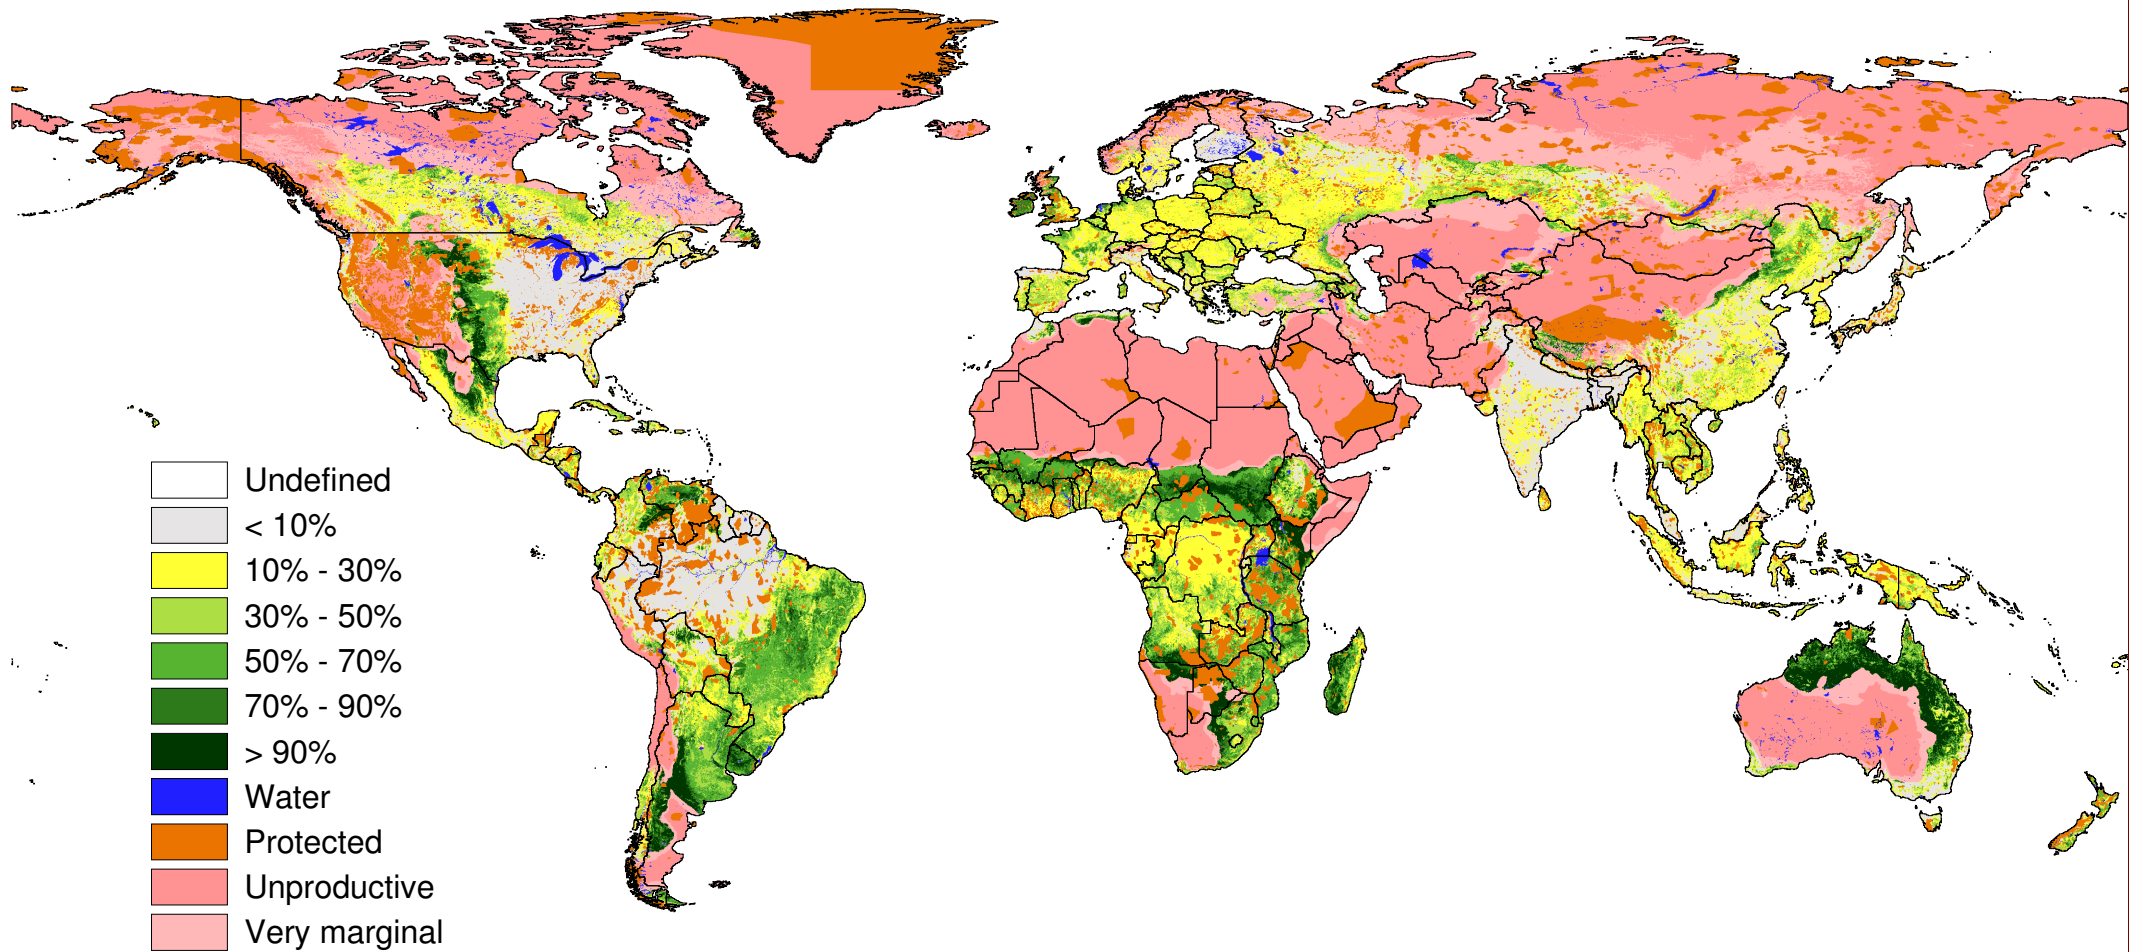 Undefined
< 10%
10% - 30%
30% - 50%
50% - 70%
70% - 90%
> 90%
Water
Protected
Unproductive
Very marginal